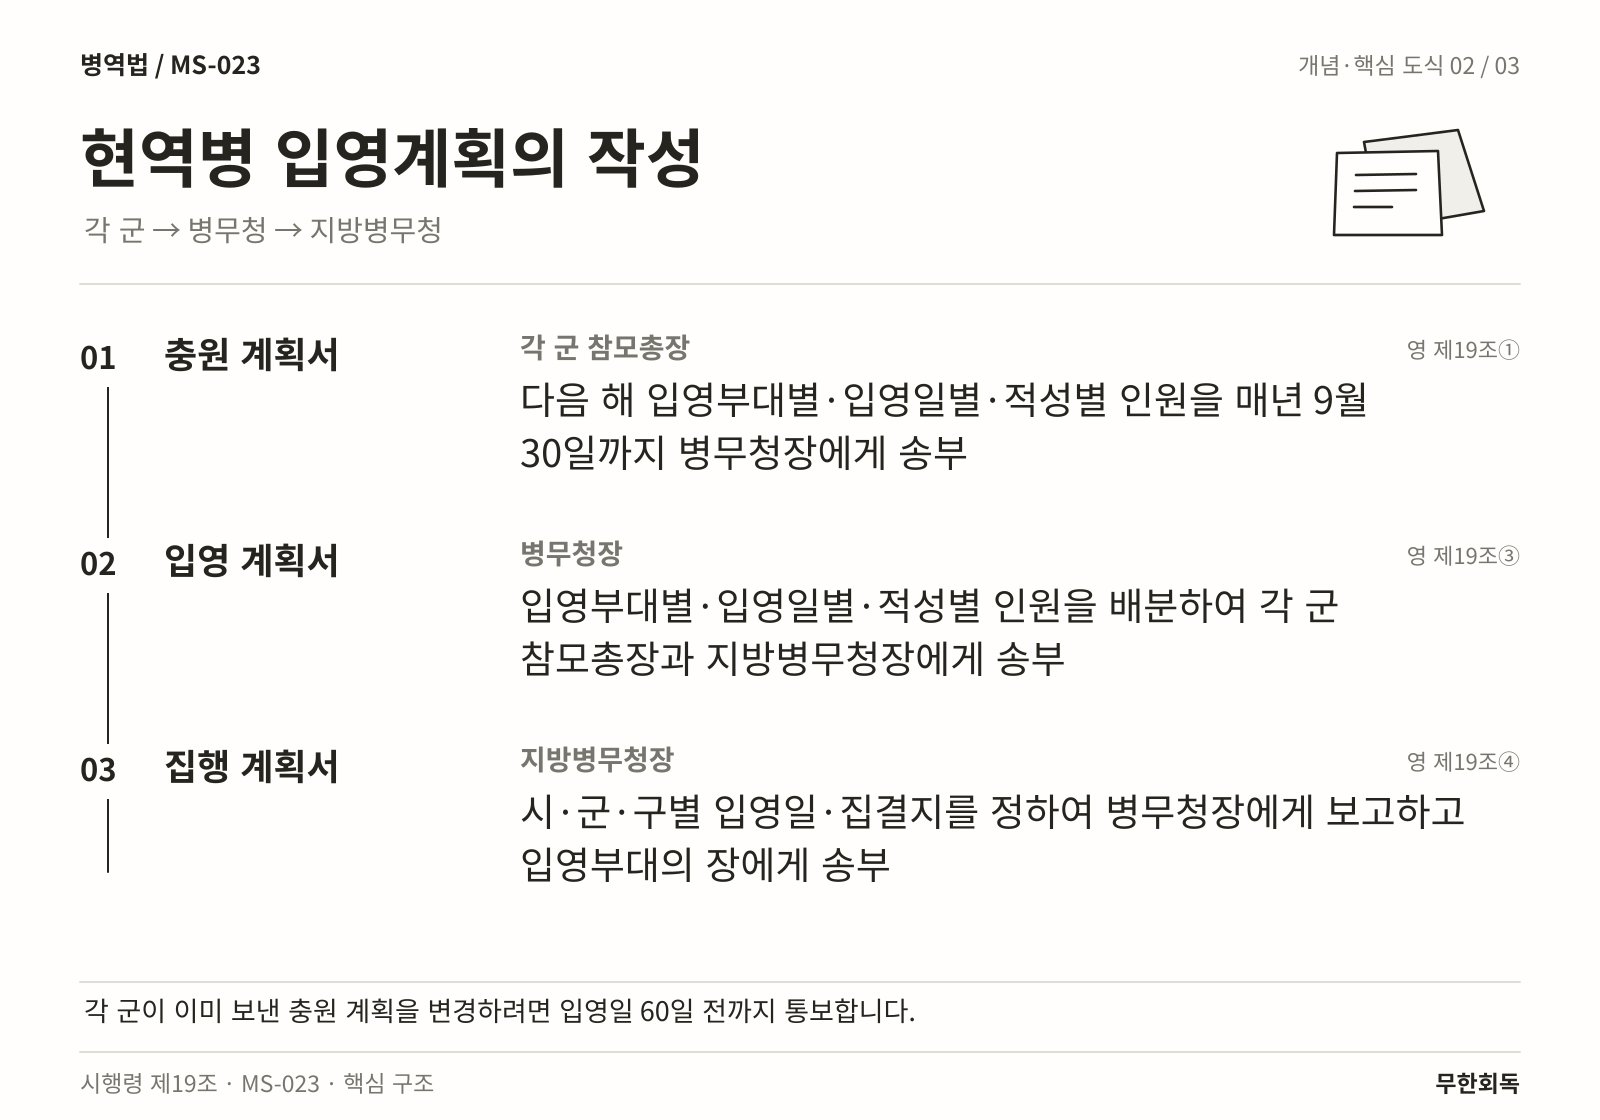 병역법 / MS-023
개념·핵심 도식 02 / 03
현역병 입영계획의 작성
각 군 → 병무청 → 지방병무청
01 충원 계획서
각 군 참모총장
영 제19조①
다음 해 입영부대별·입영일별·적성별 인원을 매년 9월
30일까지 병무청장에게 송부
02 입영 계획서
병무청장
영 제19조③
입영부대별·입영일별·적성별 인원을 배분하여 각 군
참모총장과 지방병무청장에게 송부
03 집행 계획서
지방병무청장
영 제19조④
시·군·구별 입영일·집결지를 정하여 병무청장에게 보고하고
입영부대의 장에게 송부
각 군이 이미 보낸 충원 계획을 변경하려면 입영일 60일 전까지 통보합니다.
시행령 제19조 · MS-023 · 핵심 구조
무한회독